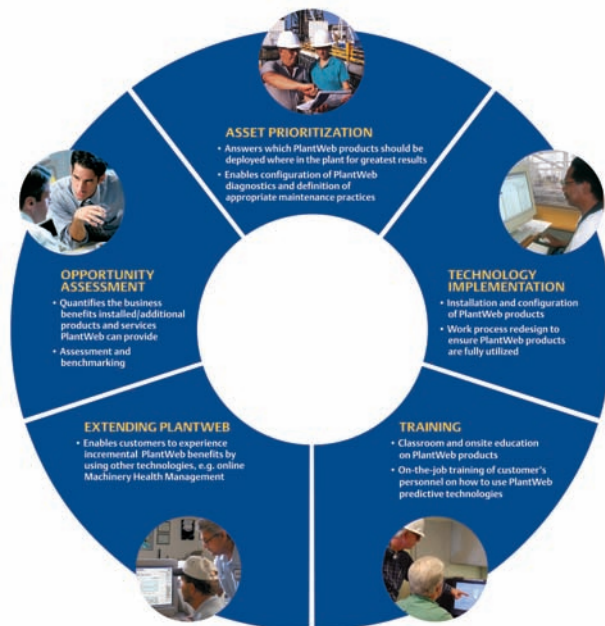 ASSET PRIORITIZATION
• Answers which PlantWeb products should be
deployed where in the plant for greatest results
• Enables configuration of PlantWeb
diagnostics and definition of
appropriate maintenance practices
OPPORTUNITY
ASSESSMENT
• Quantifies the business
benefits installed/additional
products and services
PlantWeb can provide
• Assessment and
benchmarking
TECHNOLOGY
IMPLEMENTATION
• Installation and configuration
of PlantWeb products
• Work process redesign to
ensure PlantWeb products
are fully utilized
EXTENDING PLANTWEB
• Enables customers to experience
incremental PlantWeb benefits by
using other technologies, e.g. online
Machinery Health Management
TRAINING
• Classroom and onsite education
on PlantWeb products
• On-the-job training of customer's
personnel on how to use PlantWeb
predictive technologies